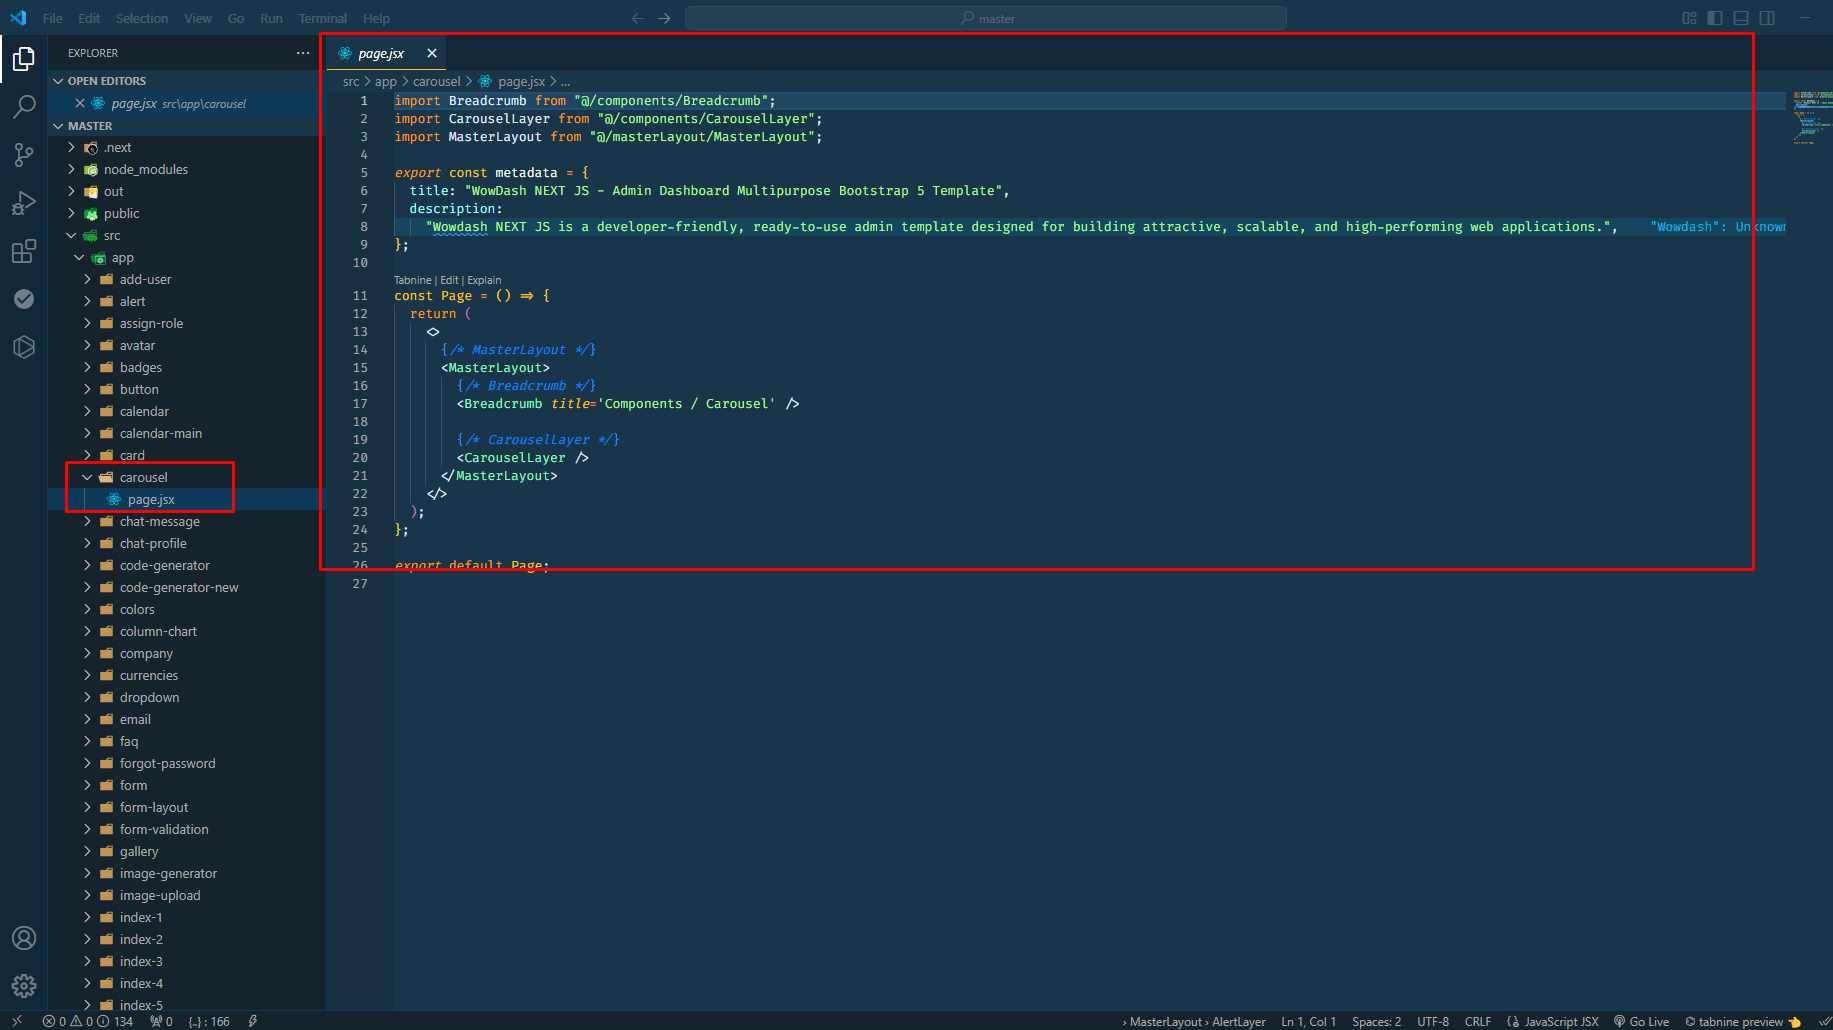 File Edit Selection View Go Run Terminal Help
master
EXPLORER
OPEN EDITORS
page.jsx src\app\carousel
MASTER
.next
node_modules
out
public
src
app
add-user
alert
assign-role
avatar
badges
button
calendar
calendar-main
card
carousel
page.jsx
chat-message
chat-profile
code-generator
code-generator-new
colors
column-chart
company
currencies
dropdown
email
faq
forgot-password
form
form-layout
form-validation
gallery
image-generator
image-upload
index-1
index-2
index-3
index-4
index-5
page.jsx
src > app > carousel > page.jsx > ...
1 import Breadcrumb from "@/components/Breadcrumb";
2 import CarouselLayer from "@/components/CarouselLayer";
3 import MasterLayout from "@/masterLayout/MasterLayout";
4
5 export const metadata = {
6 title: "WowDash NEXT JS - Admin Dashboard Multipurpose Bootstrap 5 Template",
7 description:
8 "Wowdash NEXT JS is a developer-friendly, ready-to-use admin template designed for building attractive, scalable, and high-performing web applications.", "Wowdash": Unknown
9 };
10
Tabnine | Edit | Explain
11 const Page = () => {
12 return (
13 <>
14 {/* MasterLayout */}
15 <MasterLayout>
16 {/* Breadcrumb */}
17 <Breadcrumb title='Components / Carousel' />
18
19 {/* CarouselLayer */}
20 <CarouselLayer />
21 </MasterLayout>
22 </>
23 );
24 };
25
26 export default Page;
27
0 0 134 0 {..} : 166
› MasterLayout › AlertLayer Ln 1, Col 1 Spaces: 2 UTF-8 CRLF {} JavaScript JSX Go Live tabnine preview